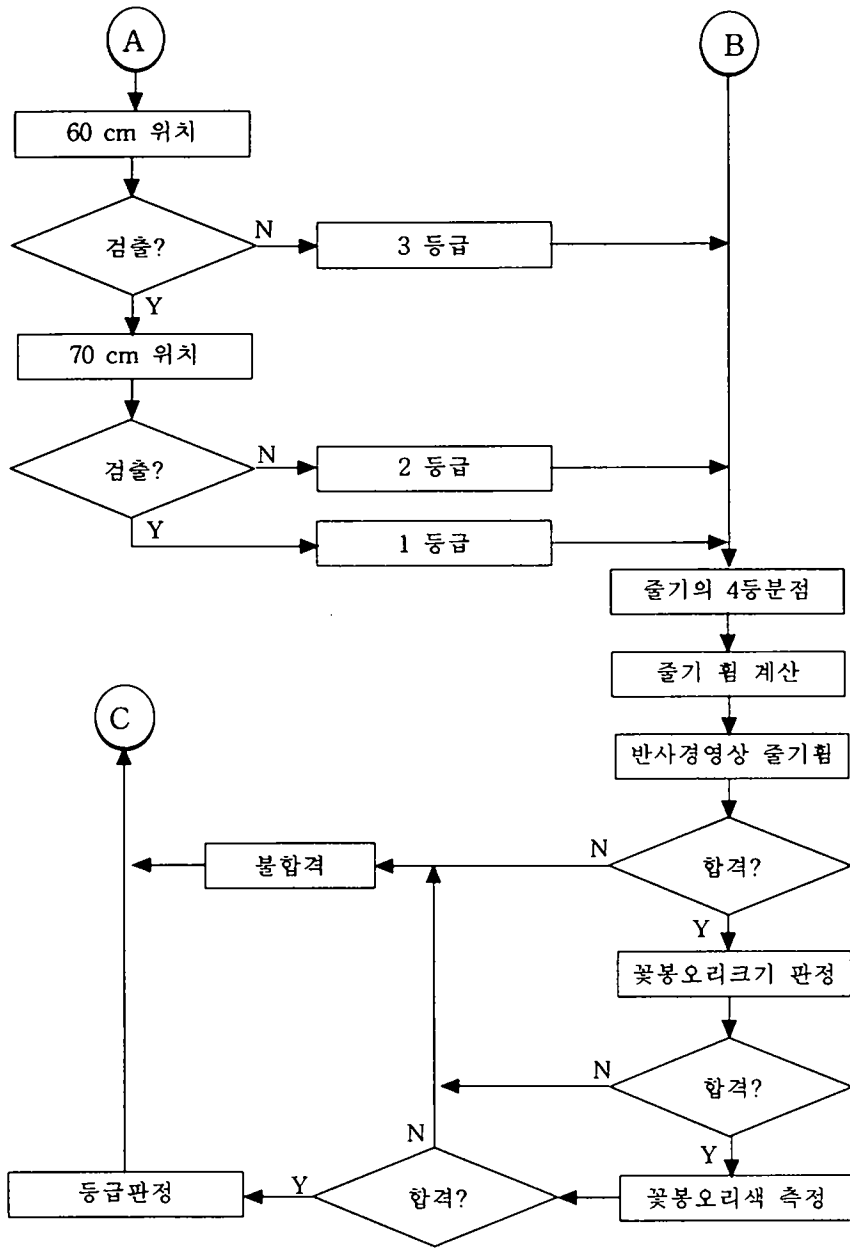 A
B
60 cm 위치
검출?
N
3 등급
Y
70 cm 위치
검출?
N
2 등급
Y
1 등급
줄기의 4등분점
줄기 휨 계산
C
반사경영상 줄기휨
합격?
N
불합격
Y
꽃봉오리크기 판정
합격?
N
Y
꽃봉오리색 측정
합격?
N
Y
등급판정